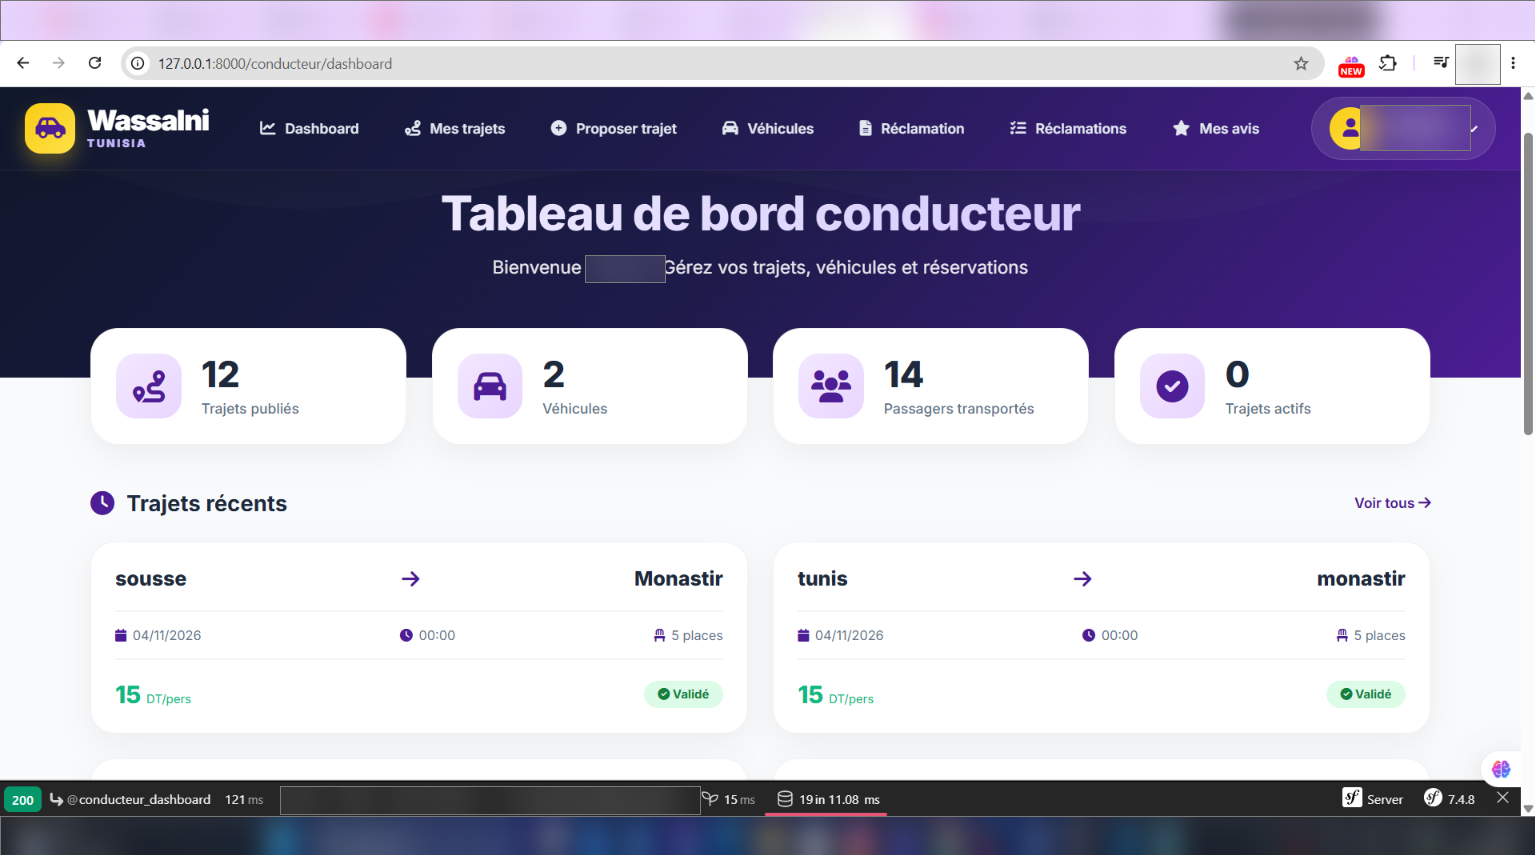 127.0.0.1:8000/conducteur/dashboard
NEW
Wassalni
TUNISIA
Dashboard
Mes trajets
Proposer trajet
Véhicules
Réclamation
Réclamations
Mes avis
Tableau de bord conducteur
Bienvenue Gérez vos trajets, véhicules et réservations
12
Trajets publiés
2
Véhicules
14
Passagers transportés
0
Trajets actifs
Trajets récents
Voir tous
sousse
Monastir
04/11/2026
00:00
5 places
15 DT/pers
Validé
tunis
monastir
04/11/2026
00:00
5 places
15 DT/pers
Validé
200 @conducteur_dashboard 121 ms 15 ms 19 in 11.08 ms sf Server sf 7.4.8